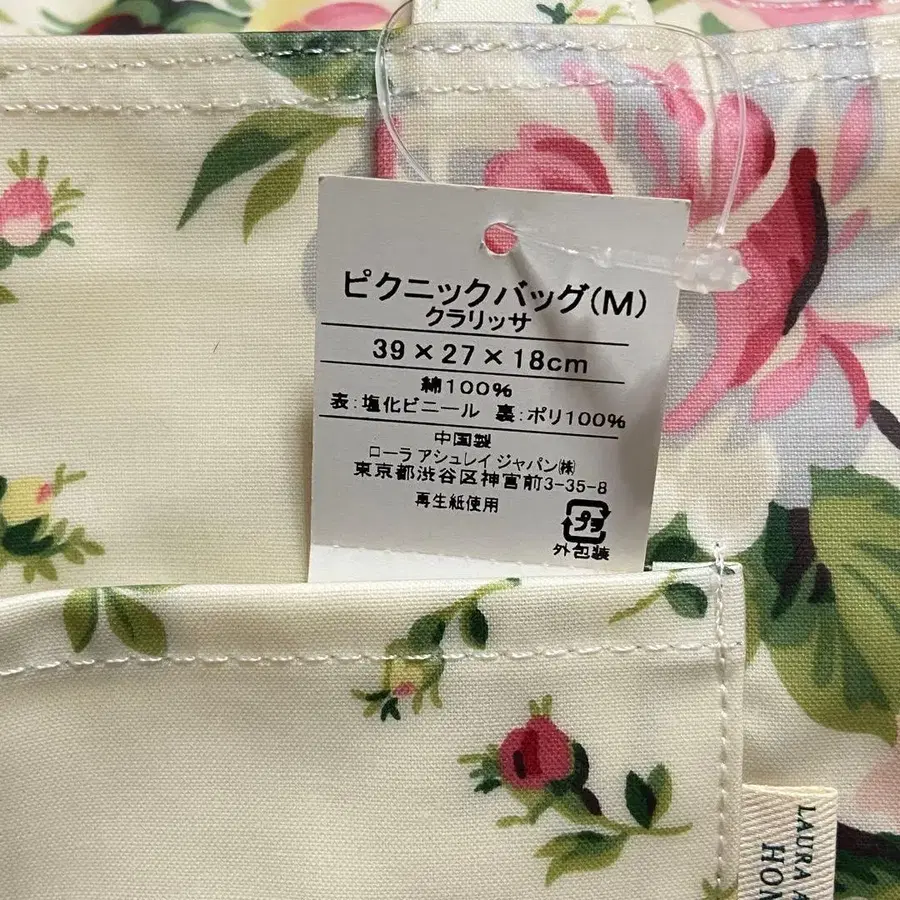 ピクニックバッグ(M)
クラリッサ
39×27×18cm
綿100%
表:塩化ビニール 裏:ポリ100%
中国製
ローラ アシュレイ ジャパン㈱
東京都渋谷区神宮前3-35-8
再生紙使用
プラ
外包装
LAURA A
HOM